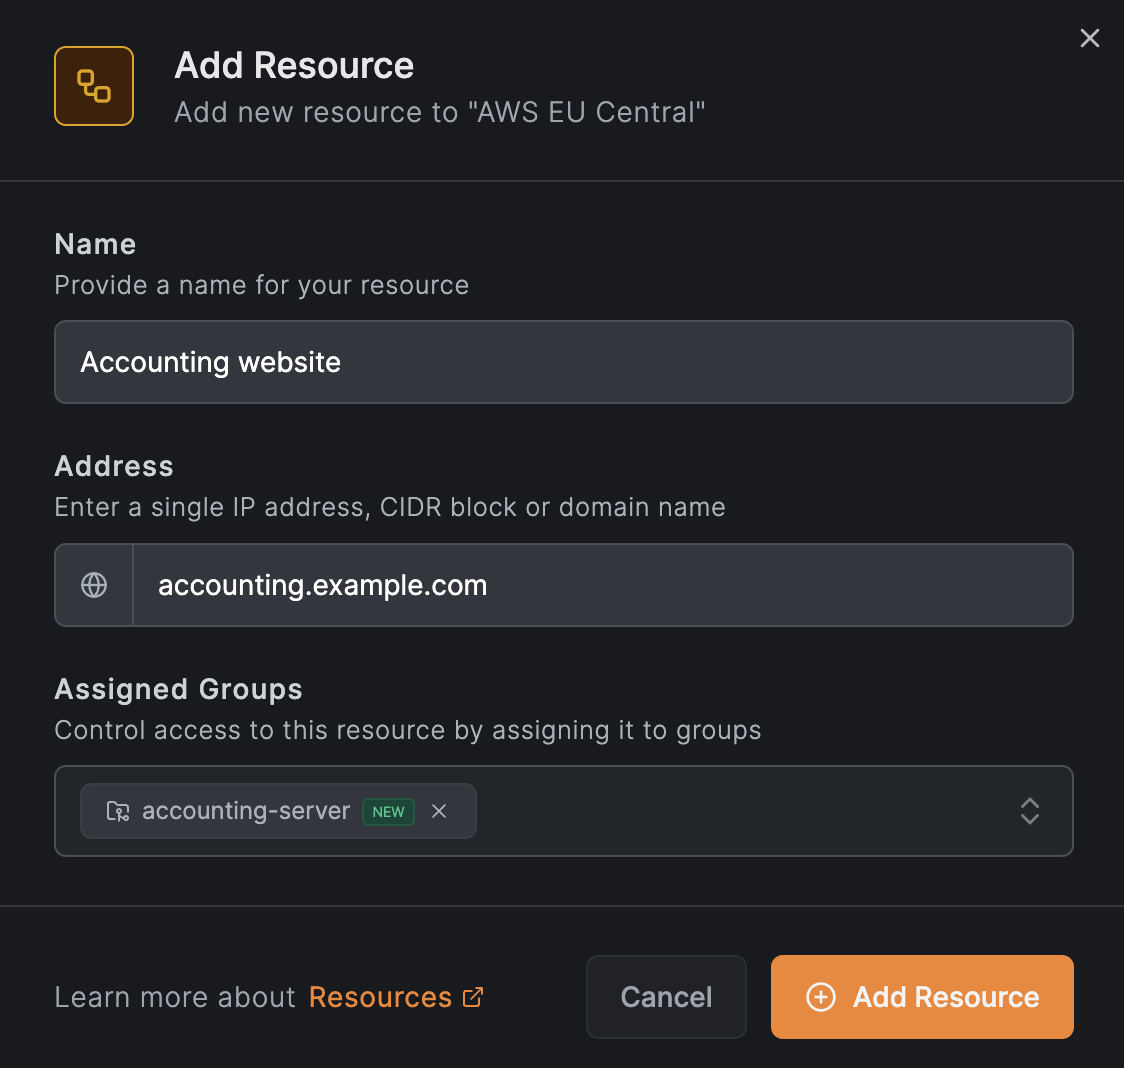 Add Resource
Add new resource to "AWS EU Central"
Name
Provide a name for your resource
Accounting website
Address
Enter a single IP address, CIDR block or domain name
accounting.example.com
Assigned Groups
Control access to this resource by assigning it to groups
accounting-server NEW
Learn more about Resources
Cancel
Add Resource